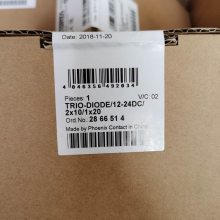 Date: 2018-11-20
4 046356 492034
Pieces: 1
V/C: 02
TRIO-DIODE/12-24DC/
2x10/1x20
Ord.No. 28 66 51 4
Made by Phoenix Contact in China